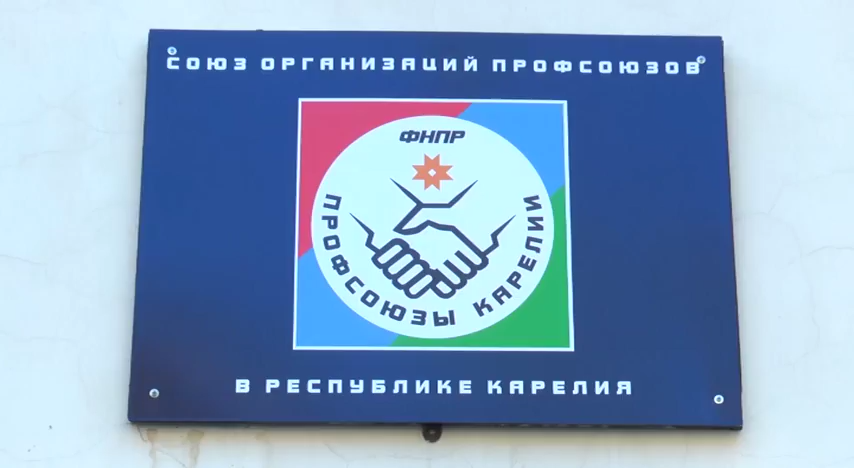 СОЮЗ ОРГАНИЗАЦИЙ ПРОФСОЮЗОВ
ФНПР
ПРОФСОЮЗЫ КАРЕЛИИ
В РЕСПУБЛИКЕ КАРЕЛИЯ